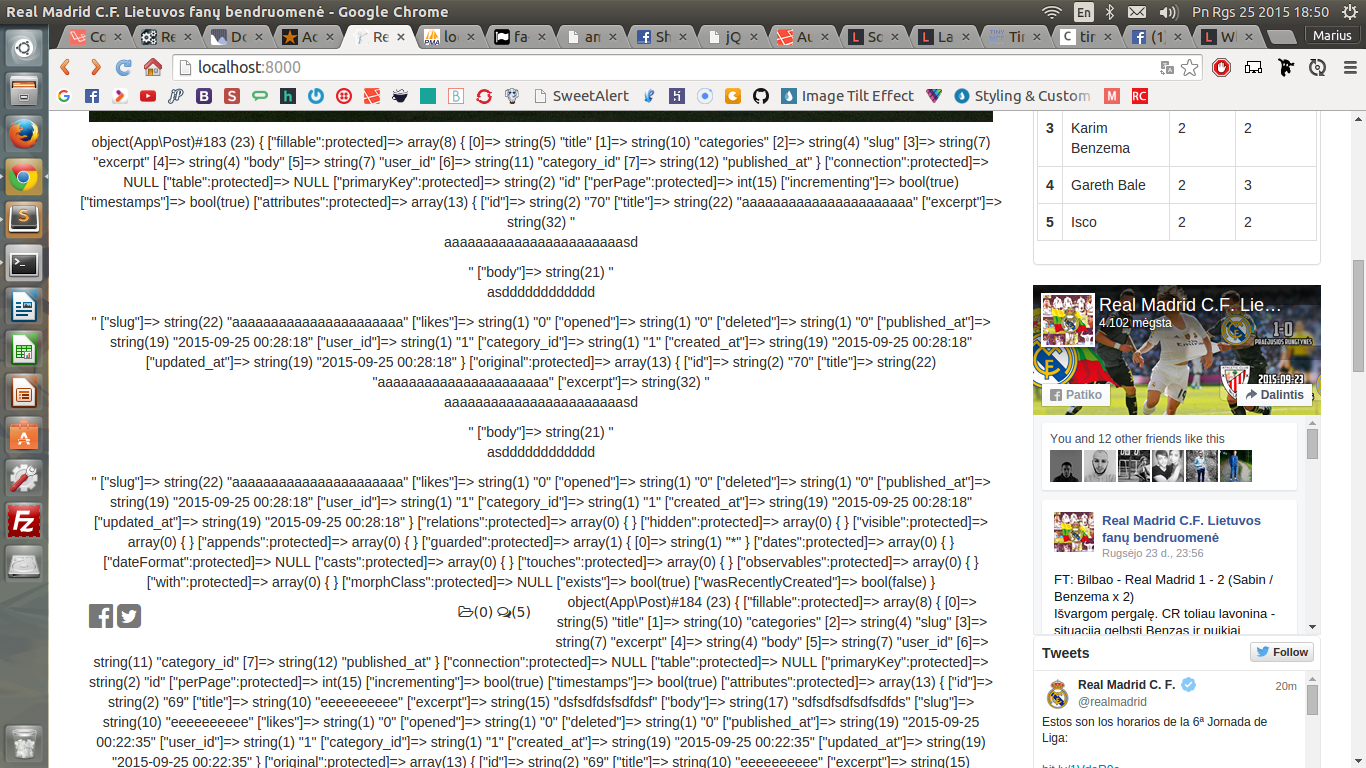 Real Madrid C.F. Lietuvos fanų bendruomenė - Google Chrome
En
Pn Rgs 25 2015 18:50
Co
Re
Do
Ac
Re
lo
fa
an
Sh
jQ
Au
Sc
La
Tir
tir
(1)
Wl
Marius
localhost:8000
SweetAlert
Image Tilt Effect
Styling & Custom
object(App\Post)#183 (23) { ["fillable":protected]=> array(8) { [0]=> string(5) "title" [1]=> string(10) "categories" [2]=> string(4) "slug" [3]=> string(7)
"excerpt" [4]=> string(4) "body" [5]=> string(7) "user_id" [6]=> string(11) "category_id" [7]=> string(12) "published_at" } ["connection":protected]=>
NULL ["table":protected]=> NULL ["primaryKey":protected]=> string(2) "id" ["perPage":protected]=> int(15) ["incrementing"]=> bool(true)
["timestamps"]=> bool(true) ["attributes":protected]=> array(13) { ["id"]=> string(2) "70" ["title"]=> string(22) "aaaaaaaaaaaaaaaaaaaaaa" ["excerpt"]=>
string(32) "
aaaaaaaaaaaaaaaaaaaaaaasd
" ["body"]=> string(21) "
asdddddddddddd
" ["slug"]=> string(22) "aaaaaaaaaaaaaaaaaaaaaa" ["likes"]=> string(1) "0" ["opened"]=> string(1) "0" ["deleted"]=> string(1) "0" ["published_at"]=>
string(19) "2015-09-25 00:28:18" ["user_id"]=> string(1) "1" ["category_id"]=> string(1) "1" ["created_at"]=> string(19) "2015-09-25 00:28:18"
["updated_at"]=> string(19) "2015-09-25 00:28:18" } ["original":protected]=> array(13) { ["id"]=> string(2) "70" ["title"]=> string(22)
"aaaaaaaaaaaaaaaaaaaaaa" ["excerpt"]=> string(32) "
aaaaaaaaaaaaaaaaaaaaaaasd
" ["body"]=> string(21) "
asdddddddddddd
" ["slug"]=> string(22) "aaaaaaaaaaaaaaaaaaaaaa" ["likes"]=> string(1) "0" ["opened"]=> string(1) "0" ["deleted"]=> string(1) "0" ["published_at"]=>
string(19) "2015-09-25 00:28:18" ["user_id"]=> string(1) "1" ["category_id"]=> string(1) "1" ["created_at"]=> string(19) "2015-09-25 00:28:18"
["updated_at"]=> string(19) "2015-09-25 00:28:18" } ["relations":protected]=> array(0) { } ["hidden":protected]=> array(0) { } ["visible":protected]=>
array(0) { } ["appends":protected]=> array(0) { } ["guarded":protected]=> array(1) { [0]=> string(1) "*" } ["dates":protected]=> array(0) { }
["dateFormat":protected]=> NULL ["casts":protected]=> array(0) { } ["touches":protected]=> array(0) { } ["observables":protected]=> array(0) { }
["with":protected]=> array(0) { } ["morphClass":protected]=> NULL ["exists"]=> bool(true) ["wasRecentlyCreated"]=> bool(false) }
(0) (5)
object(App\Post)#184 (23) { ["fillable":protected]=> array(8) { [0]=>
string(5) "title" [1]=> string(10) "categories" [2]=> string(4) "slug" [3]=>
string(7) "excerpt" [4]=> string(4) "body" [5]=> string(7) "user_id" [6]=>
string(11) "category_id" [7]=> string(12) "published_at" } ["connection":protected]=> NULL ["table":protected]=> NULL ["primaryKey":protected]=>
string(2) "id" ["perPage":protected]=> int(15) ["incrementing"]=> bool(true) ["timestamps"]=> bool(true) ["attributes":protected]=> array(13) { ["id"]=>
string(2) "69" ["title"]=> string(10) "eeeeeeeeee" ["excerpt"]=> string(15) "dsfsdfdsfsdfdsf" ["body"]=> string(17) "sdfsdfsdfsdfsdfds" ["slug"]=>
string(10) "eeeeeeeeee" ["likes"]=> string(1) "0" ["opened"]=> string(1) "0" ["deleted"]=> string(1) "0" ["published_at"]=> string(19) "2015-09-25
00:22:35" ["user_id"]=> string(1) "1" ["category_id"]=> string(1) "1" ["created_at"]=> string(19) "2015-09-25 00:22:35" ["updated_at"]=> string(19)
"2015-09-25 00:22:35" } ["original":protected]=> array(13) { ["id"]=> string(2) "69" ["title"]=> string(10) "eeeeeeeeee" ["excerpt"]=> string(15)
3 Karim Benzema 2 2
4 Gareth Bale 2 3
5 Isco 2 2
Real Madrid C.F. Lie...
4.102 mėgsta
1-0
PRAĖJUSIOS RUNGTYNĖS
2015:09:23
Patiko
Dalintis
You and 12 other friends like this
Real Madrid C.F. Lietuvos
fanų bendruomenė
Rugsėjo 23 d., 23:56
FT: Bilbao - Real Madrid 1 - 2 (Sabin /
Benzema x 2)
Išvargom pergalę. CR toliau lavonina -
situaciją gelbsti Benzas ir puikiai
Tweets
Follow
Real Madrid C. F.
20m
@realmadrid
Estos son los horarios de la 6ª Jornada de
Liga: